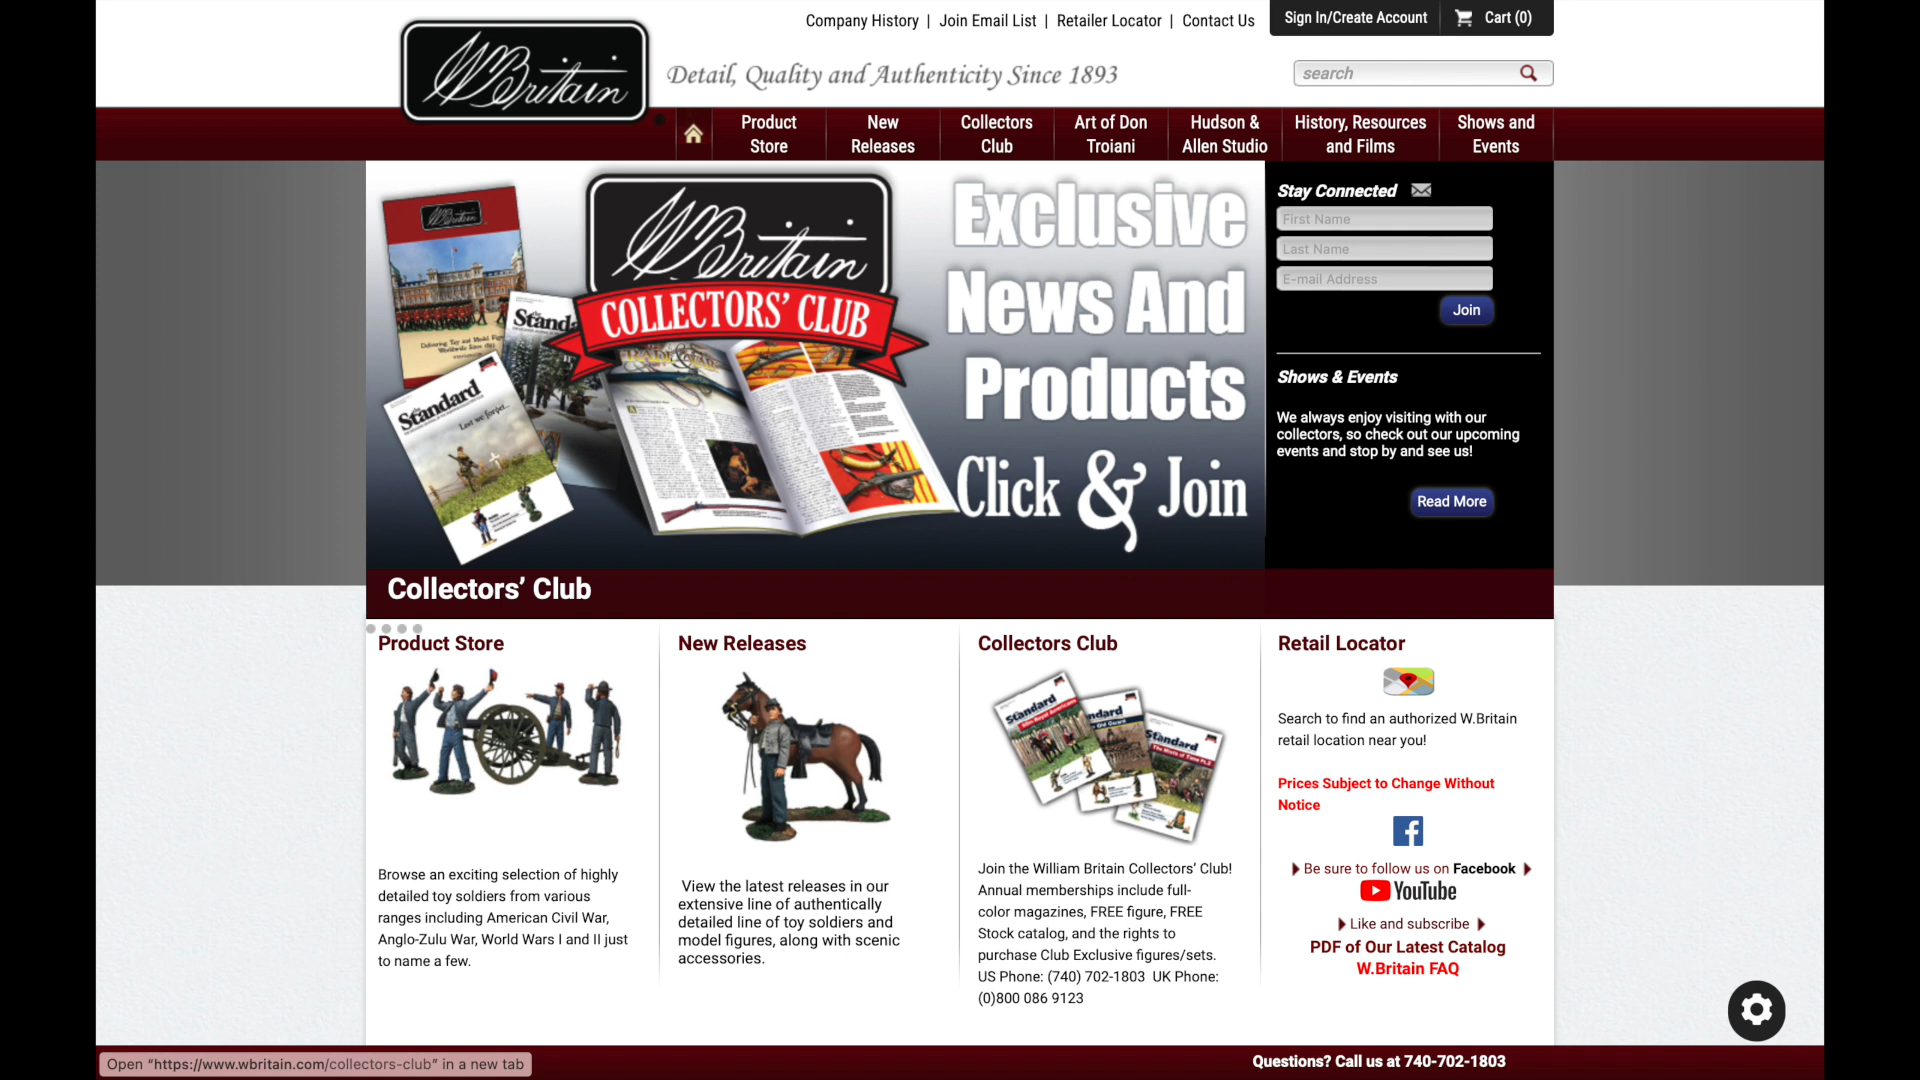 Company History | Join Email List | Retailer Locator | Contact Us
Sign In/Create Account
Cart (0)
WBritain
Detail, Quality and Authenticity Since 1893
search
Product Store
New Releases
Collectors Club
Art of Don Troiani
Hudson & Allen Studio
History, Resources and Films
Shows and Events
WBritain
COLLECTORS' CLUB
Standard
Exclusive
News And
Products
Click & Join
Stay Connected
First Name
Last Name
E-mail Address
Join
Shows & Events
We always enjoy visiting with our
collectors, so check out our upcoming
events and stop by and see us!
Read More
Collectors’ Club
Product Store
Browse an exciting selection of highly
detailed toy soldiers from various
ranges including American Civil War,
Anglo-Zulu War, World Wars I and II just
to name a few.
New Releases
View the latest releases in our
extensive line of authentically
detailed line of toy soldiers and
model figures, along with scenic
accessories.
Collectors Club
Standard
Standard
Join the William Britain Collectors’ Club!
Annual memberships include full-
color magazines, FREE figure, FREE
Stock catalog, and the rights to
purchase Club Exclusive figures/sets.
US Phone: (740) 702-1803 UK Phone:
(0)800 086 9123
Retail Locator
Search to find an authorized W.Britain
retail location near you!
Prices Subject to Change Without
Notice
Be sure to follow us on Facebook
YouTube
Like and subscribe
PDF of Our Latest Catalog
W.Britain FAQ
Open “https://www.wbritain.com/collectors-club” in a new tab
Questions? Call us at 740-702-1803